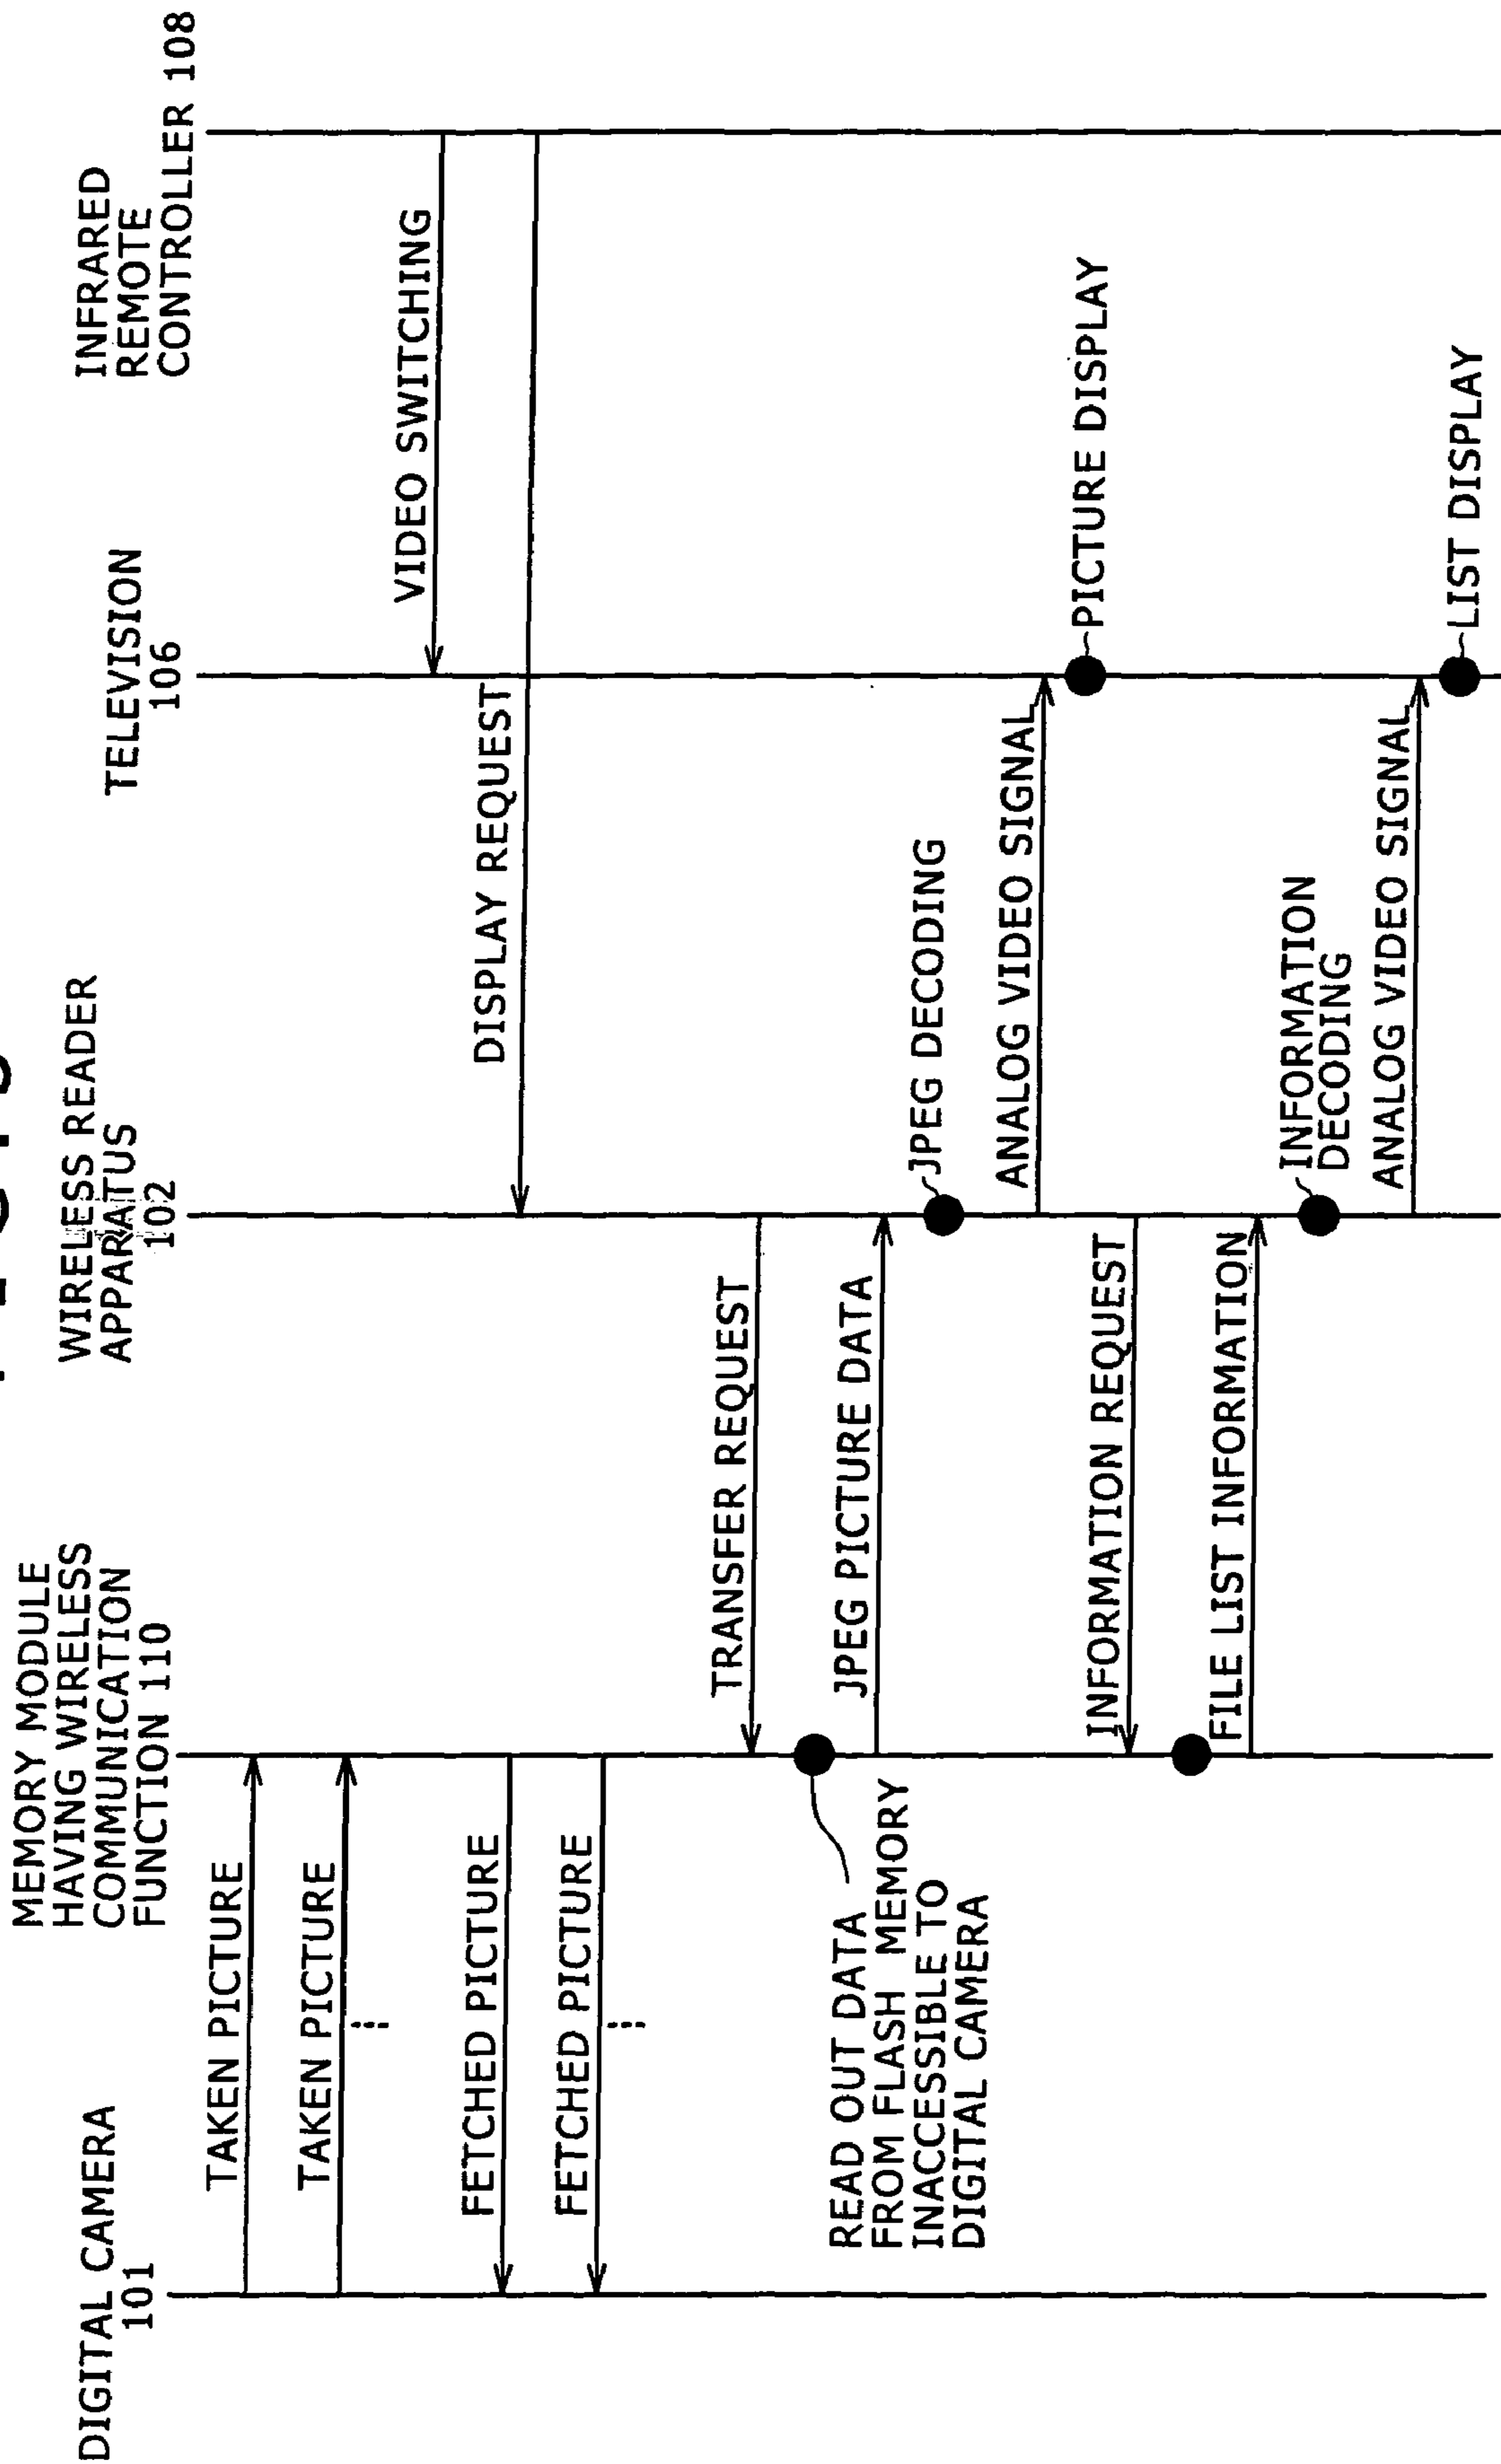 DIGITAL CAMERA
101
MEMORY MODULE
HAVING WIRELESS
COMMUNICATION
FUNCTION 110
WIRELESS READER
APPARATUS
102
TELEVISION
106
INFRARED
REMOTE
CONTROLLER 108
TAKEN PICTURE
TAKEN PICTURE
VIDEO SWITCHING
FETCHED PICTURE
DISPLAY REQUEST
FETCHED PICTURE
TRANSFER REQUEST
READ OUT DATA
FROM FLASH MEMORY
INACCESSIBLE TO
DIGITAL CAMERA
JPEG PICTURE DATA
JPEG DECODING
ANALOG VIDEO SIGNAL
PICTURE DISPLAY
INFORMATION REQUEST
FILE LIST INFORMATION
INFORMATION
DECODING
ANALOG VIDEO SIGNAL
LIST DISPLAY